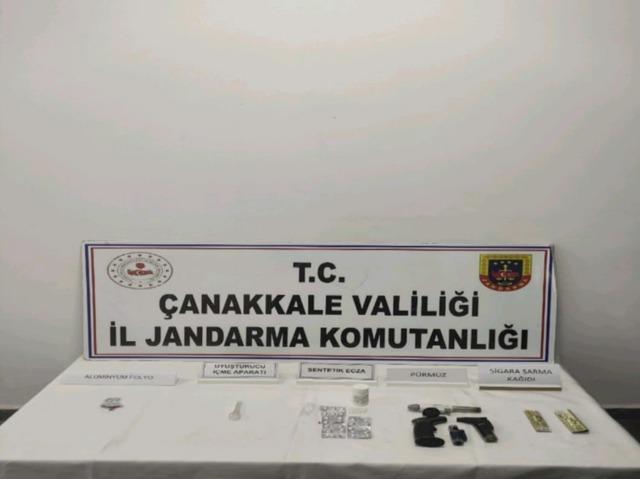 T.C.
ÇANAKKALE VALİLİĞİ
İL JANDARMA KOMUTANLIĞI
ALÜMİNYUM FOLYO
UYUŞTURUCU
İÇME APARATI
SENTETİK ECZA
PÜRMÜZ
SİGARA SARMA
KAĞIDI